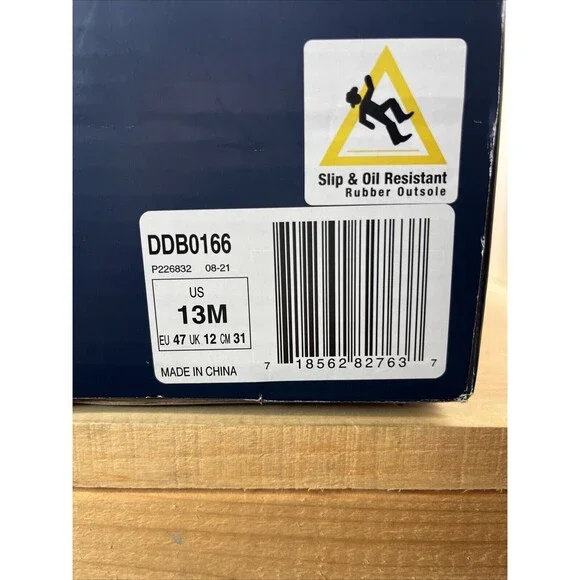 Slip & Oil Resistant
Rubber Outsole
DDB0166
P226832 08-21
US
13M
EU 47 UK 12 CM 31
MADE IN CHINA
7 18562 82763 7